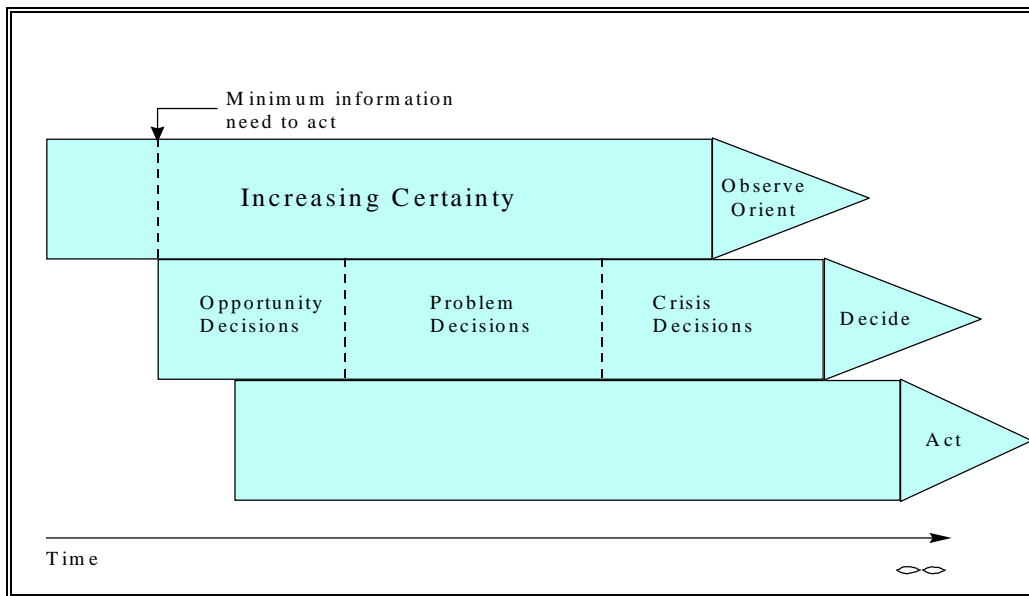 Minimum information
need to act
Increasing Certainty
Observe
Orient
Opportunity
Decisions
Problem
Decisions
Crisis
Decisions
Decide
Act
Time
∞